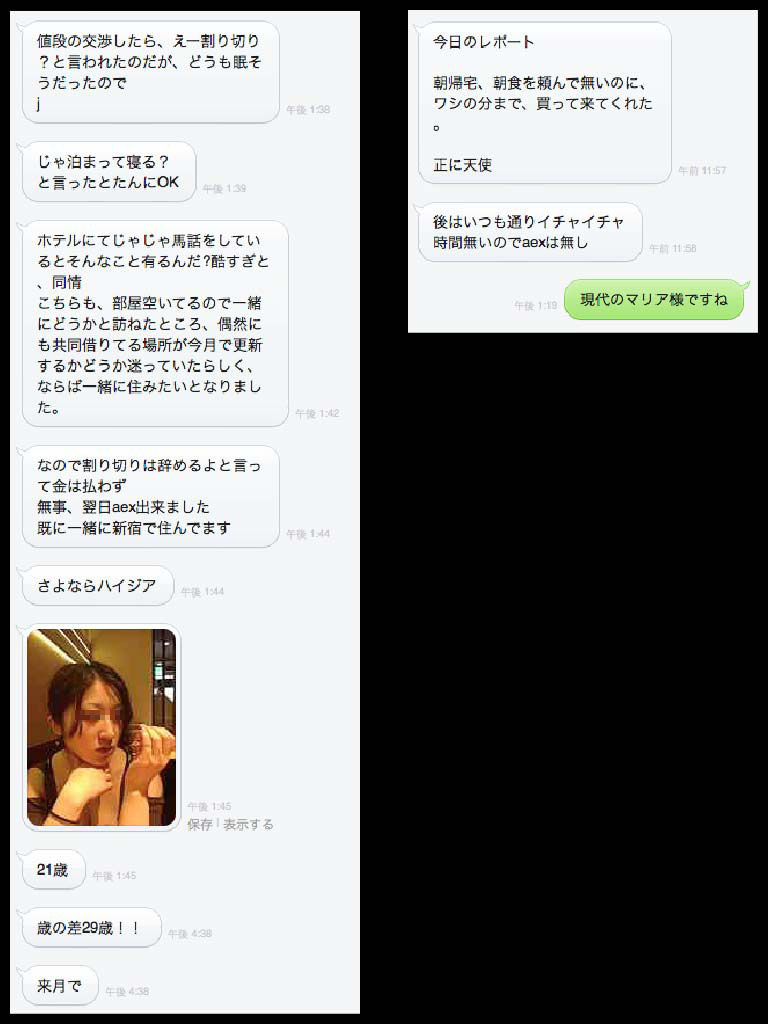 値段の交渉したら、えー割り切り
？と言われたのだが、どうも眠そ
うだったので
j
午後 1:38
じゃ泊まって寝る？
と言ったとたんにOK
午後 1:39
ホテルにてじゃじゃ馬話をしてい
るとそんなこと有るんだ?酷すぎと
、同情
こちらも、部屋空いてるので一緒
にどうかと訪ねたところ、偶然に
も共同借りてる場所が今月で更新
するかどうか迷っていたらしく、
ならば一緒に住みたいとなりまし
た。
午後 1:42
なので割り切りは辞めるよと言っ
て金は払わず
無事、翌日aex出来ました
既に一緒に新宿で住んでます
午後 1:44
さよならハイジア
午後 1:44
午後 1:45
保存 | 表示する
21歳
午後 1:45
歳の差29歳！！
午後 4:38
来月で
午後 4:38
今日のレポート
朝帰宅、朝食を頼んで無いのに、
ワシの分まで、買って来てくれた
。
正に天使
午前 11:57
後はいつも通りイチャイチャ
時間無いのでaexは無し
午前 11:58
午後 1:19
現代のマリア様ですね